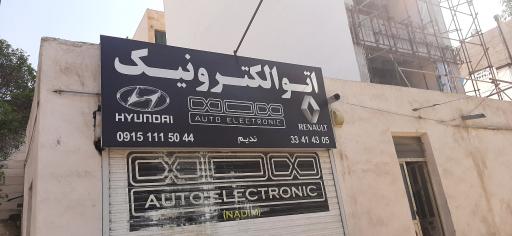 اتوالکترونیک
HYUNDAI
AUTO ELECTRONIC
RENAULT
0915 111 50 44
ندیم
33 41 43 05
AUTO ELECTRONIC
(NADIM)